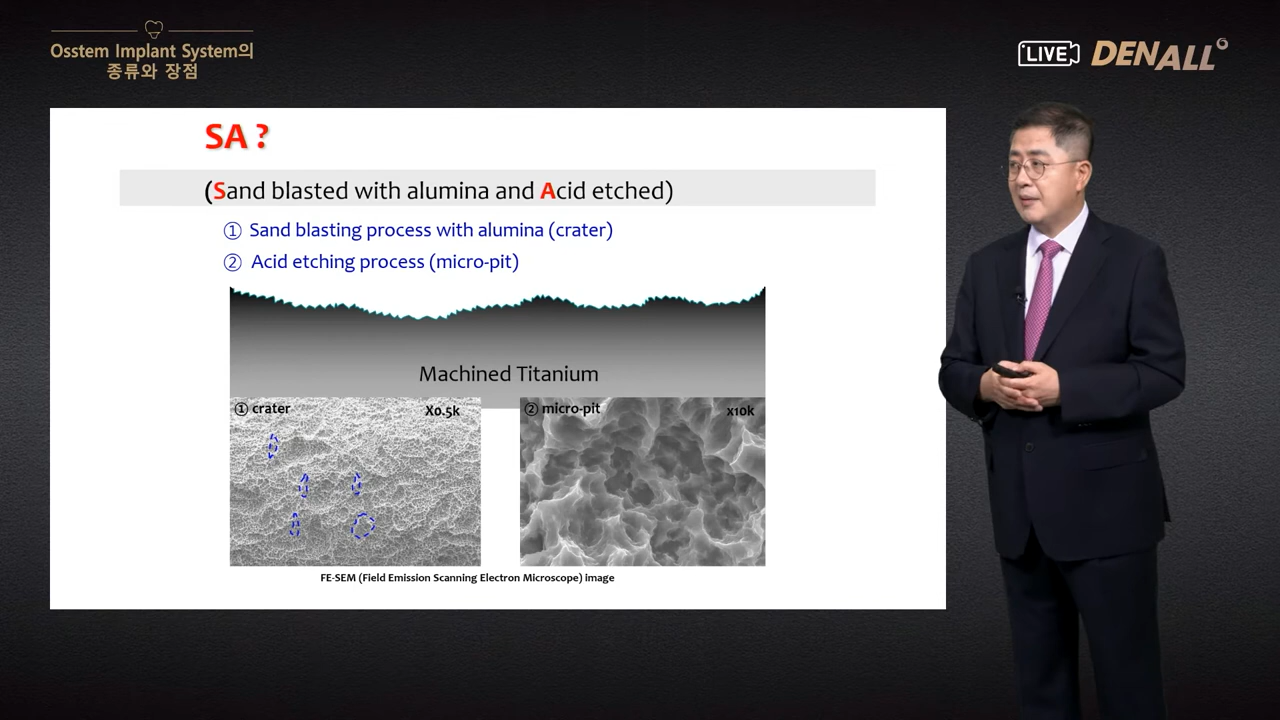 Osstem Implant System의
종류와 장점
LIVE
DENALL
SA ?
(Sand blasted with alumina and Acid etched)
① Sand blasting process with alumina (crater)
② Acid etching process (micro-pit)
Machined Titanium
① crater X0.5k
② micro-pit x10k
FE-SEM (Field Emission Scanning Electron Microscope) image